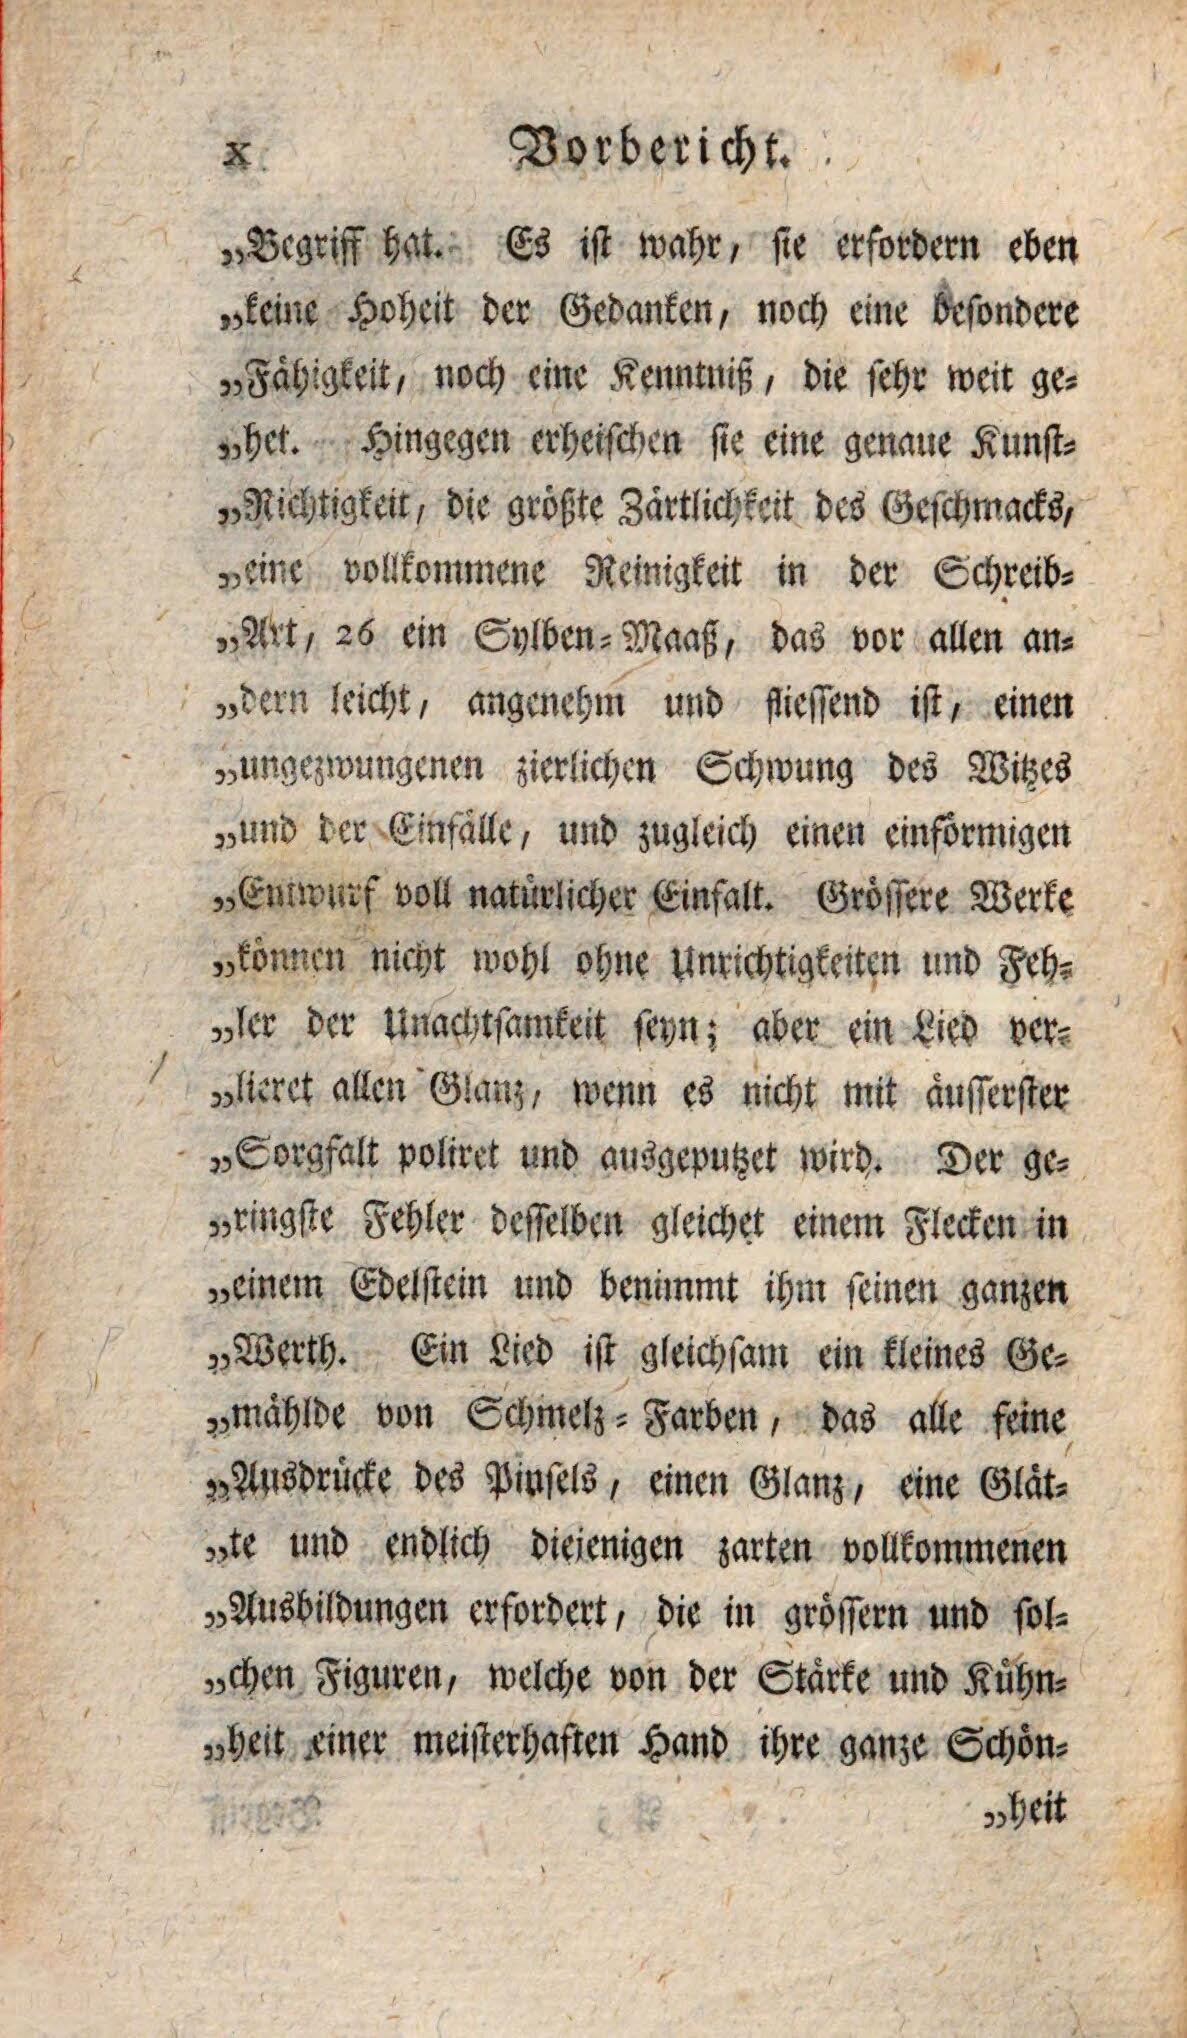 x Vorbericht.
„Begriff hat. Es ist wahr, sie erfordern eben
„keine Hoheit der Gedanken, noch eine besondere
„Fähigkeit, noch eine Kenntniß, die sehr weit ge-
„het. Hingegen erheischen sie eine genaue Kunst-
„Richtigkeit, die größte Zärtlichkeit des Geschmacks,
„eine vollkommene Reinigkeit in der Schreib-
„Art, 26 ein Sylben-Maaß, das vor allen an-
„dern leicht, angenehm und fliessend ist, einen
„ungezwungenen zierlichen Schwung des Witzes
„und der Einfälle, und zugleich einen einförmigen
„Entwurf voll natürlicher Einfalt. Grössere Werke
„können nicht wohl ohne Unrichtigkeiten und Feh-
„ler der Unachtsamkeit seyn; aber ein Lied ver-
„lieret allen Glanz, wenn es nicht mit äusserster
„Sorgfalt poliret und ausgeputzet wird. Der ge-
„ringste Fehler desselben gleichet einem Flecken in
„einem Edelstein und benimmt ihm seinen ganzen
„Werth. Ein Lied ist gleichsam ein kleines Ge-
„mählde von Schmelz-Farben, das alle feine
„Ausdrücke des Pinsels, einen Glanz, eine Glät-
„te und endlich diejenigen zarten vollkommenen
„Ausbildungen erfordert, die in grössern und sol-
„chen Figuren, welche von der Stärke und Kühn-
„heit einer meisterhaften Hand ihre ganze Schön-
„heit